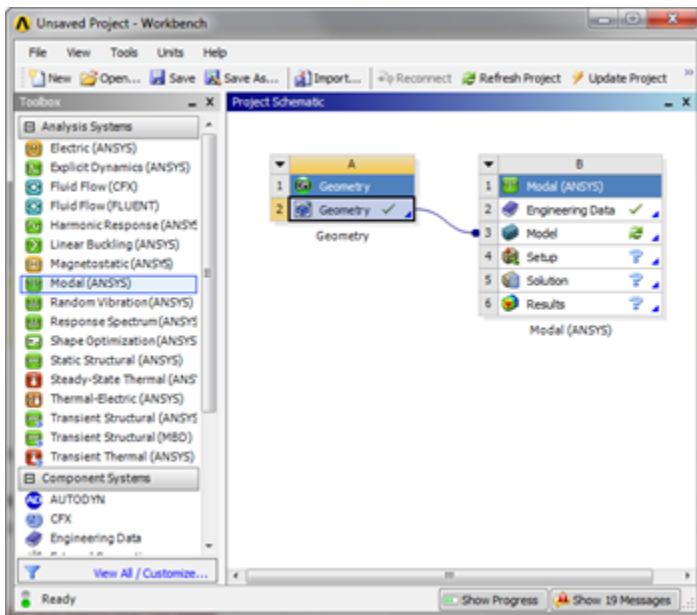 Unsaved Project - Workbench
File View Tools Units Help
New Open... Save Save As... Import... Reconnect Refresh Project Update Project
Toolbox
Project Schematic
Analysis Systems
Electric (ANSYS)
Explicit Dynamics (ANSYS)
Fluid Flow (CFX)
Fluid Flow (FLUENT)
Harmonic Response (ANSYS
Linear Buckling (ANSYS)
Magnetostatic (ANSYS)
Modal (ANSYS)
Random Vibration (ANSYS)
Response Spectrum (ANSYS
Shape Optimization (ANSYS)
Static Structural (ANSYS)
Steady-State Thermal (ANS
Thermal-Electric (ANSYS)
Transient Structural (ANSYS
Transient Structural (MBD)
Transient Thermal (ANSYS)
Component Systems
AUTODYN
CFX
Engineering Data
View All / Customize...
A
1 Geometry
2 Geometry
Geometry
B
1 Modal (ANSYS)
2 Engineering Data
3 Model
4 Setup
5 Solution
6 Results
Modal (ANSYS)
Ready
Show Progress
Show 19 Messages